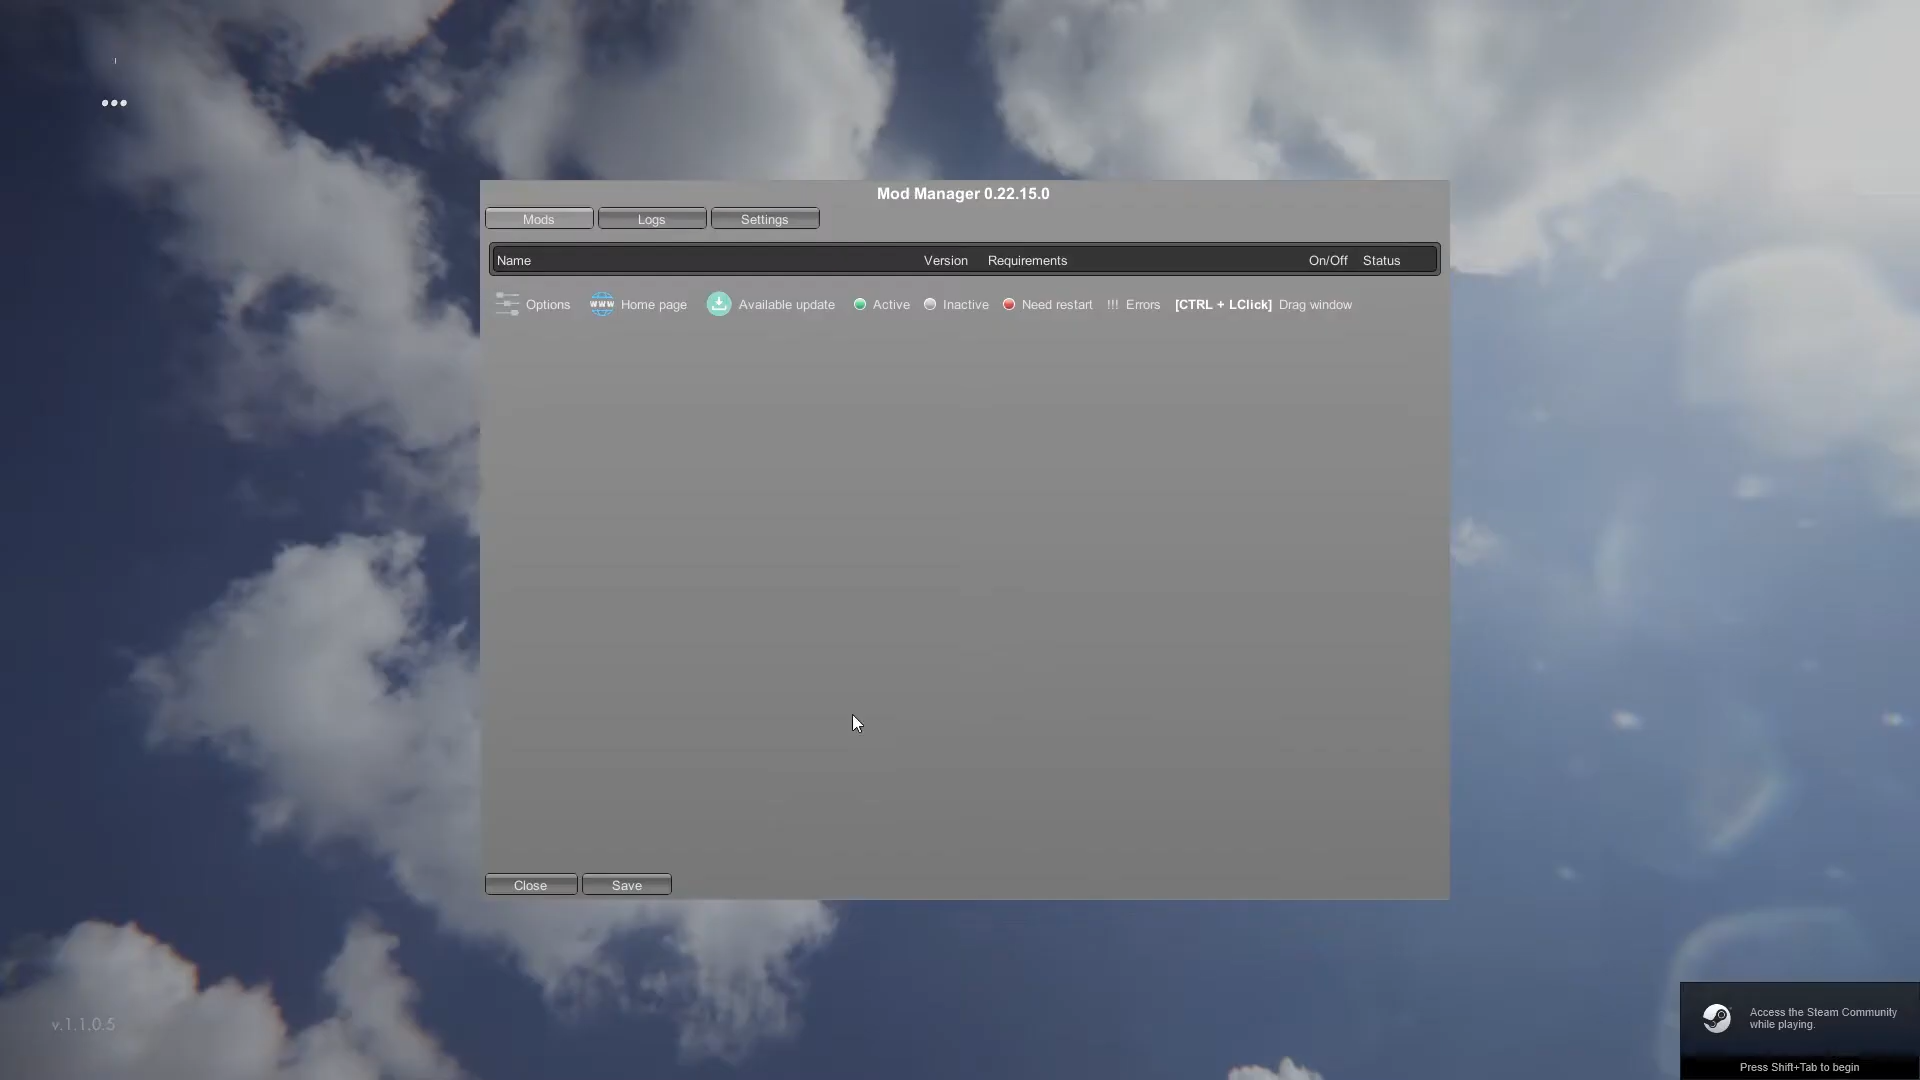 Mod Manager 0.22.15.0
Mods Logs Settings
Name Version Requirements On/Off Status
Options Home page Available update Active Inactive Need restart !!! Errors [CTRL + LClick] Drag window
Close Save
v.1.1.0.5
Access the Steam Community
while playing.
Press Shift+Tab to begin